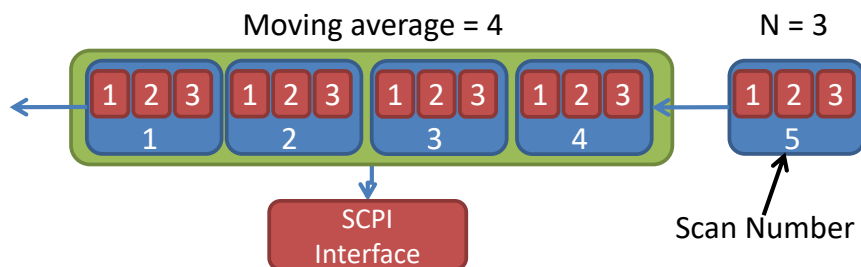 Moving average = 4
N = 3
1 2 3 1 2 3 1 2 3 1 2 3 1 2 3
1 2 3 4 5
SCPI
Interface
Scan Number